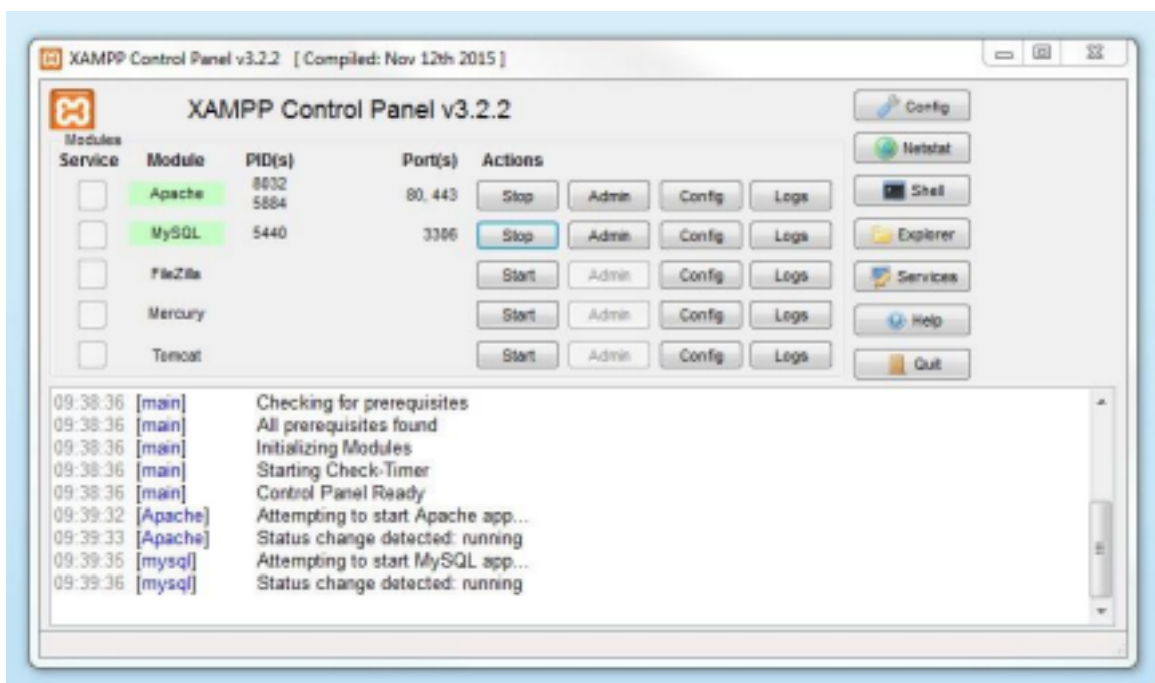 XAMPP Control Panel v3.2.2 [ Compiled: Nov 12th 2015 ]
XAMPP Control Panel v3.2.2
Config
Modules
Service Module PID(s) Port(s) Actions
Netstat
Apache 8032 5884 80, 443 Stop Admin Config Logs
Shell
MySQL 5440 3306 Stop Admin Config Logs
Explorer
FileZilla Start Admin Config Logs
Services
Mercury Start Admin Config Logs
Help
Tomcat Start Admin Config Logs
Quit
09:38:36 [main] Checking for prerequisites
09:38:36 [main] All prerequisites found
09:38:36 [main] Initializing Modules
09:38:36 [main] Starting Check-Timer
09:38:36 [main] Control Panel Ready
09:39:32 [Apache] Attempting to start Apache app...
09:39:33 [Apache] Status change detected: running
09:39:35 [mysql] Attempting to start MySQL app...
09:39:36 [mysql] Status change detected: running